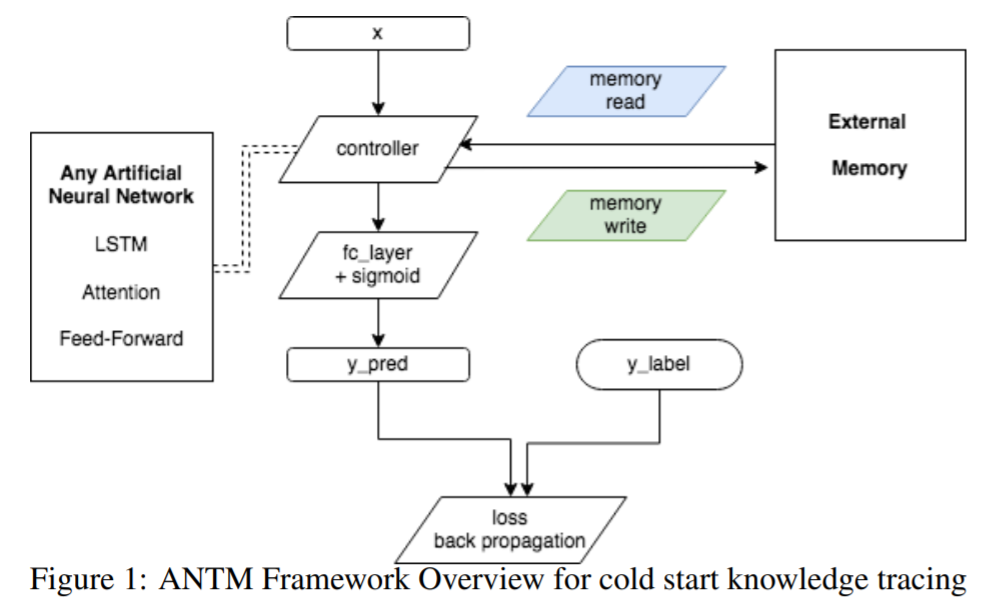 x
memory
read
External
Memory
controller
Any Artificial
Neural Network
LSTM
Attention
Feed-Forward
memory
write
fc_layer
+ sigmoid
y_pred
y_label
loss
back propagation
Figure 1: ANTM Framework Overview for cold start knowledge tracing